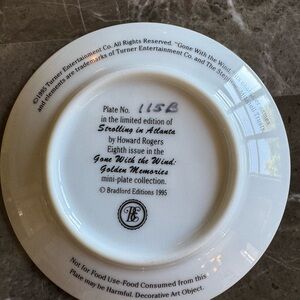 ©1995 Turner Entertainment Co. All Rights Reserved. "Gone With the Wind,
and elements are trademarks of Turner Entertainment Co. and The Ste
Plate No. 115B
in the limited edition of
Strolling in Atlanta
by Howard Rogers
Eighth issue in the
Gone With the Wind:
Golden Memories
mini-plate collection.
© Bradford Editions 1995
BE
Not for Food Use-Food Consumed from this
Plate may be Harmful. Decorative Art Object.